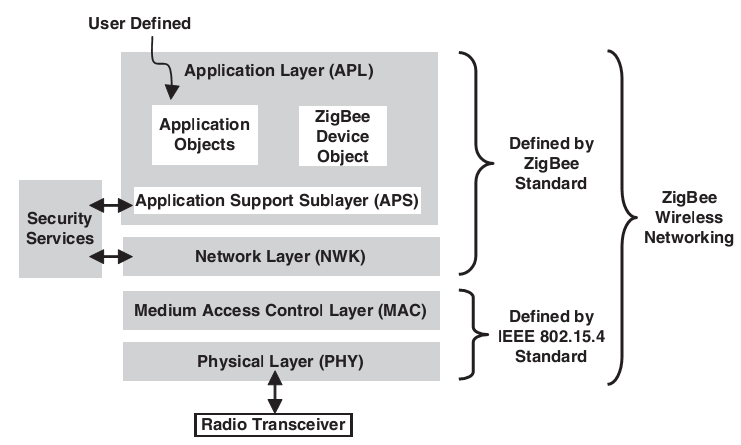 User Defined
Application Layer (APL)
Application
Objects
ZigBee
Device
Object
Application Support Sublayer (APS)
Security
Services
Network Layer (NWK)
Medium Access Control Layer (MAC)
Physical Layer (PHY)
Radio Transceiver
Defined by
ZigBee
Standard
Defined by
IEEE 802.15.4
Standard
ZigBee
Wireless
Networking